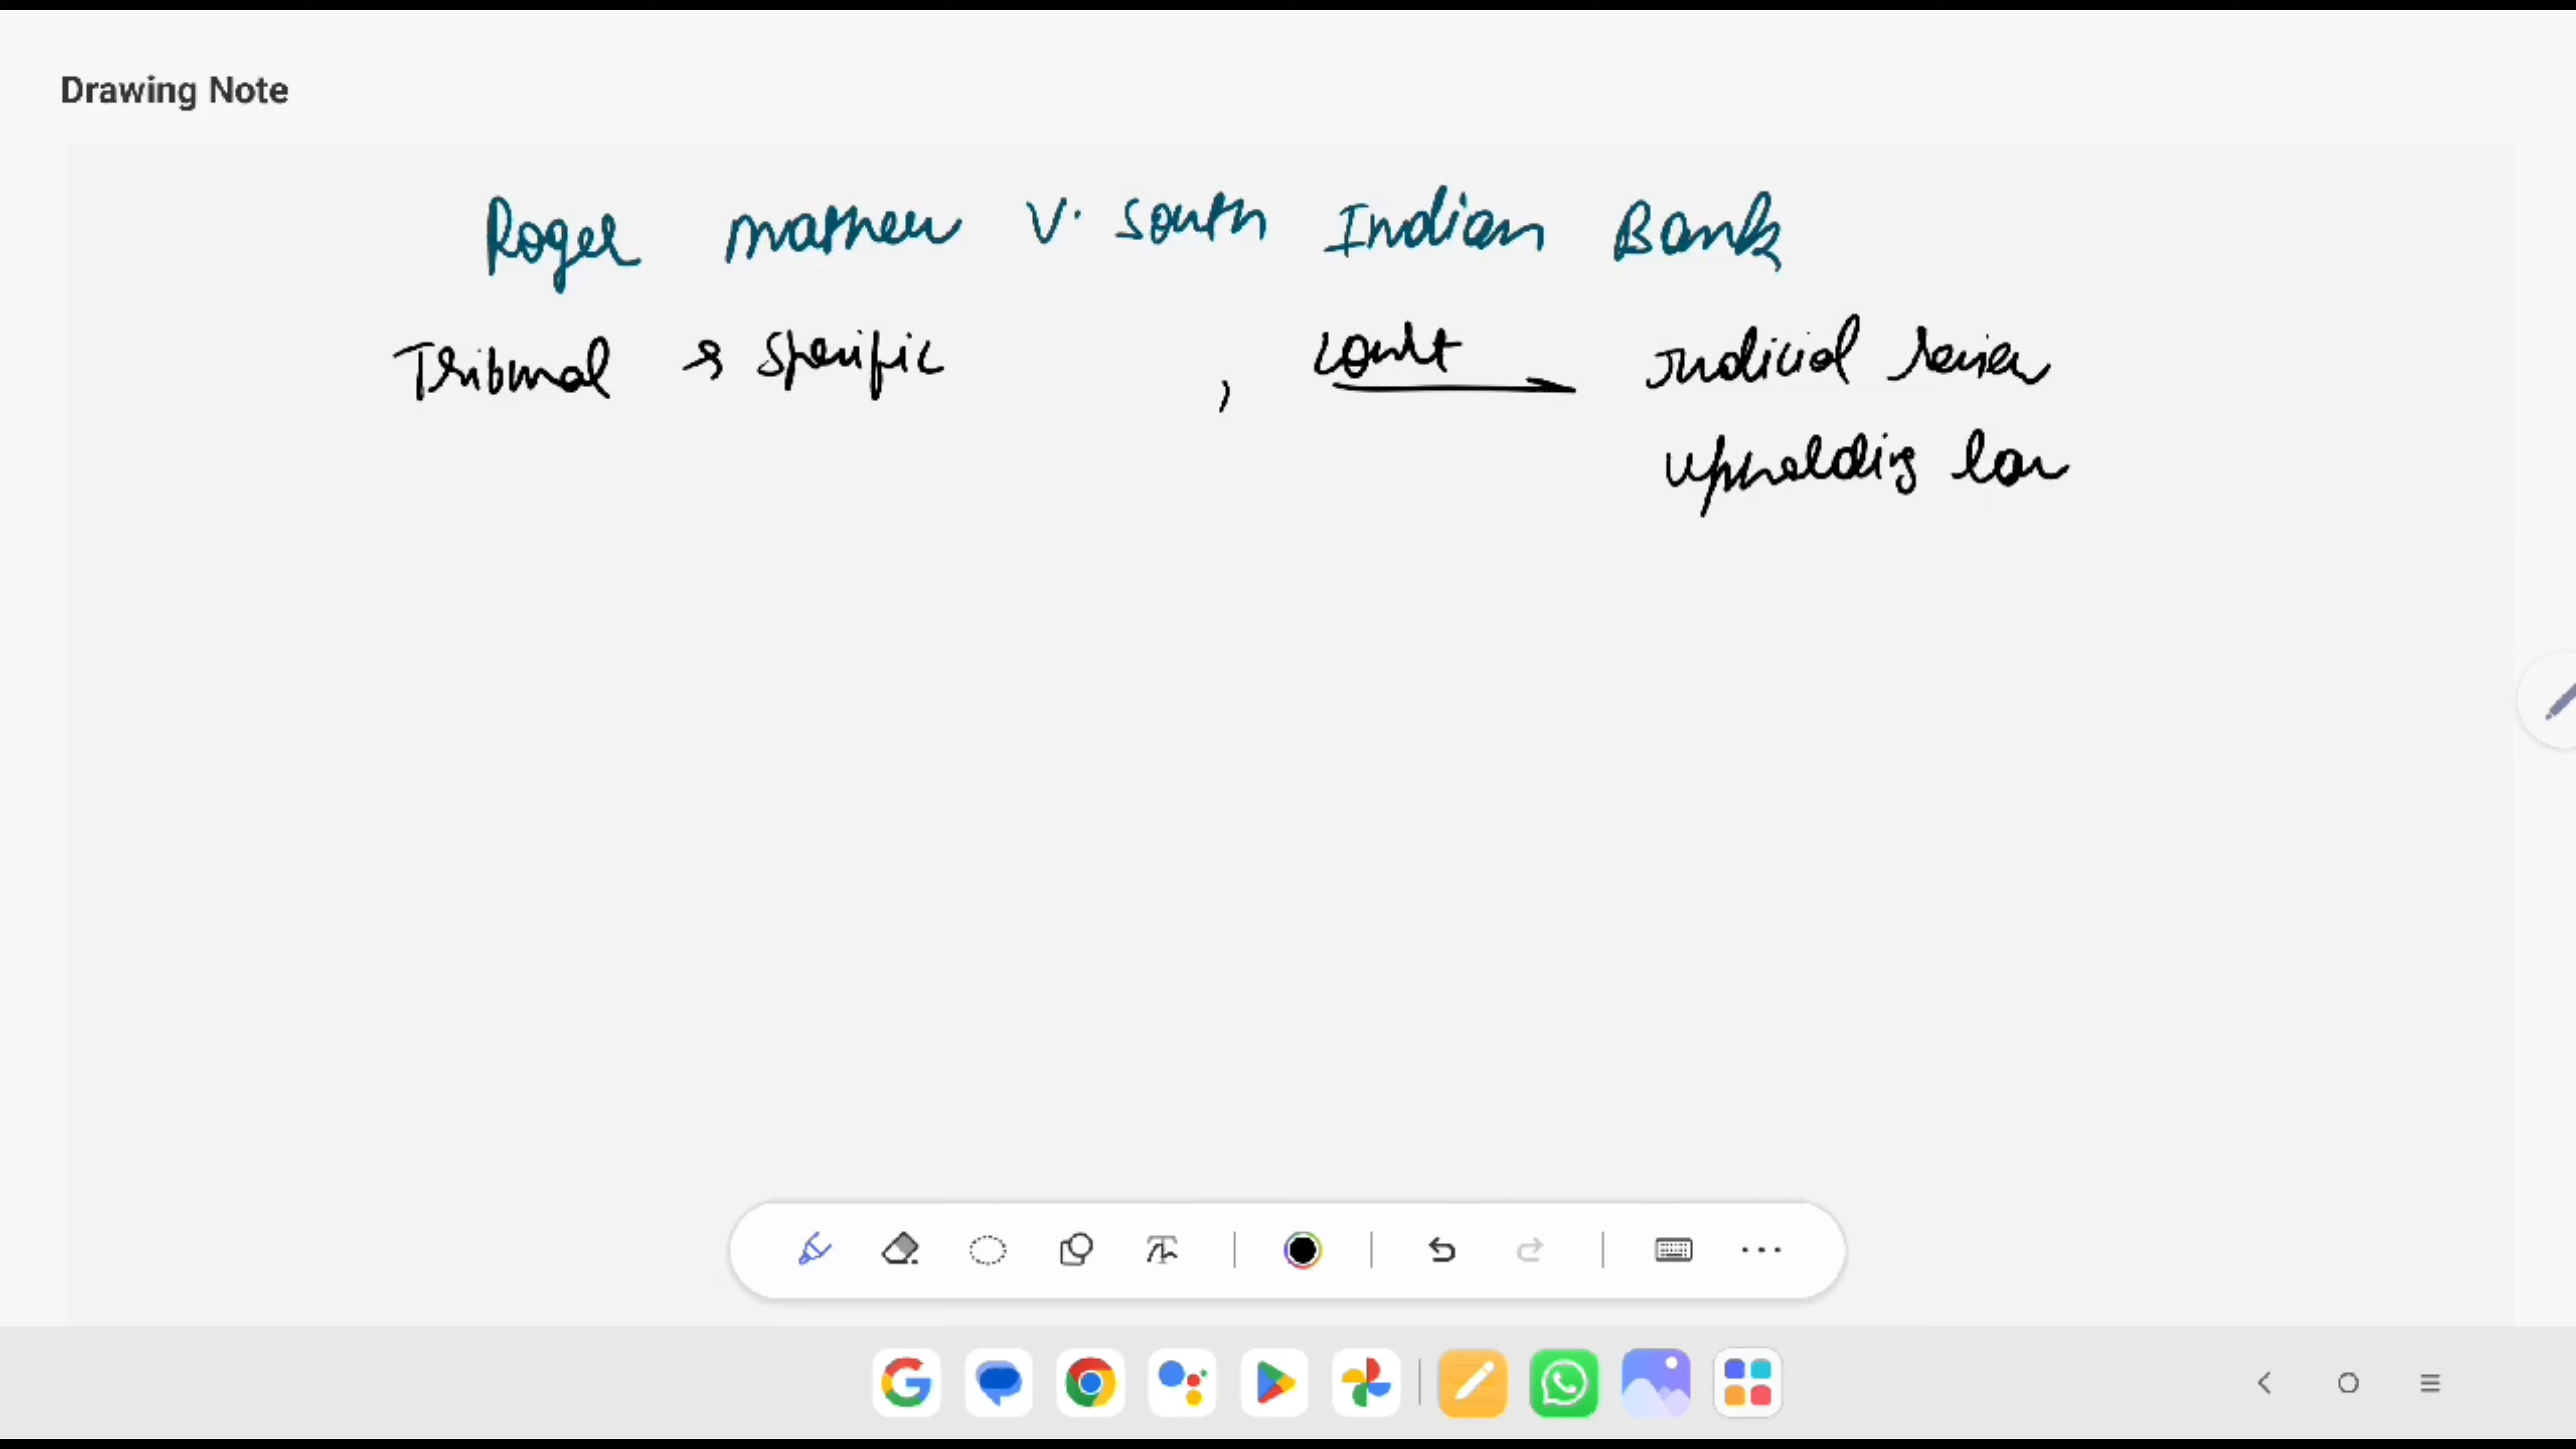 Drawing Note
Roger mathew V. South Indian Bank
Tribunal → specific , court → Judicial review
upholding law